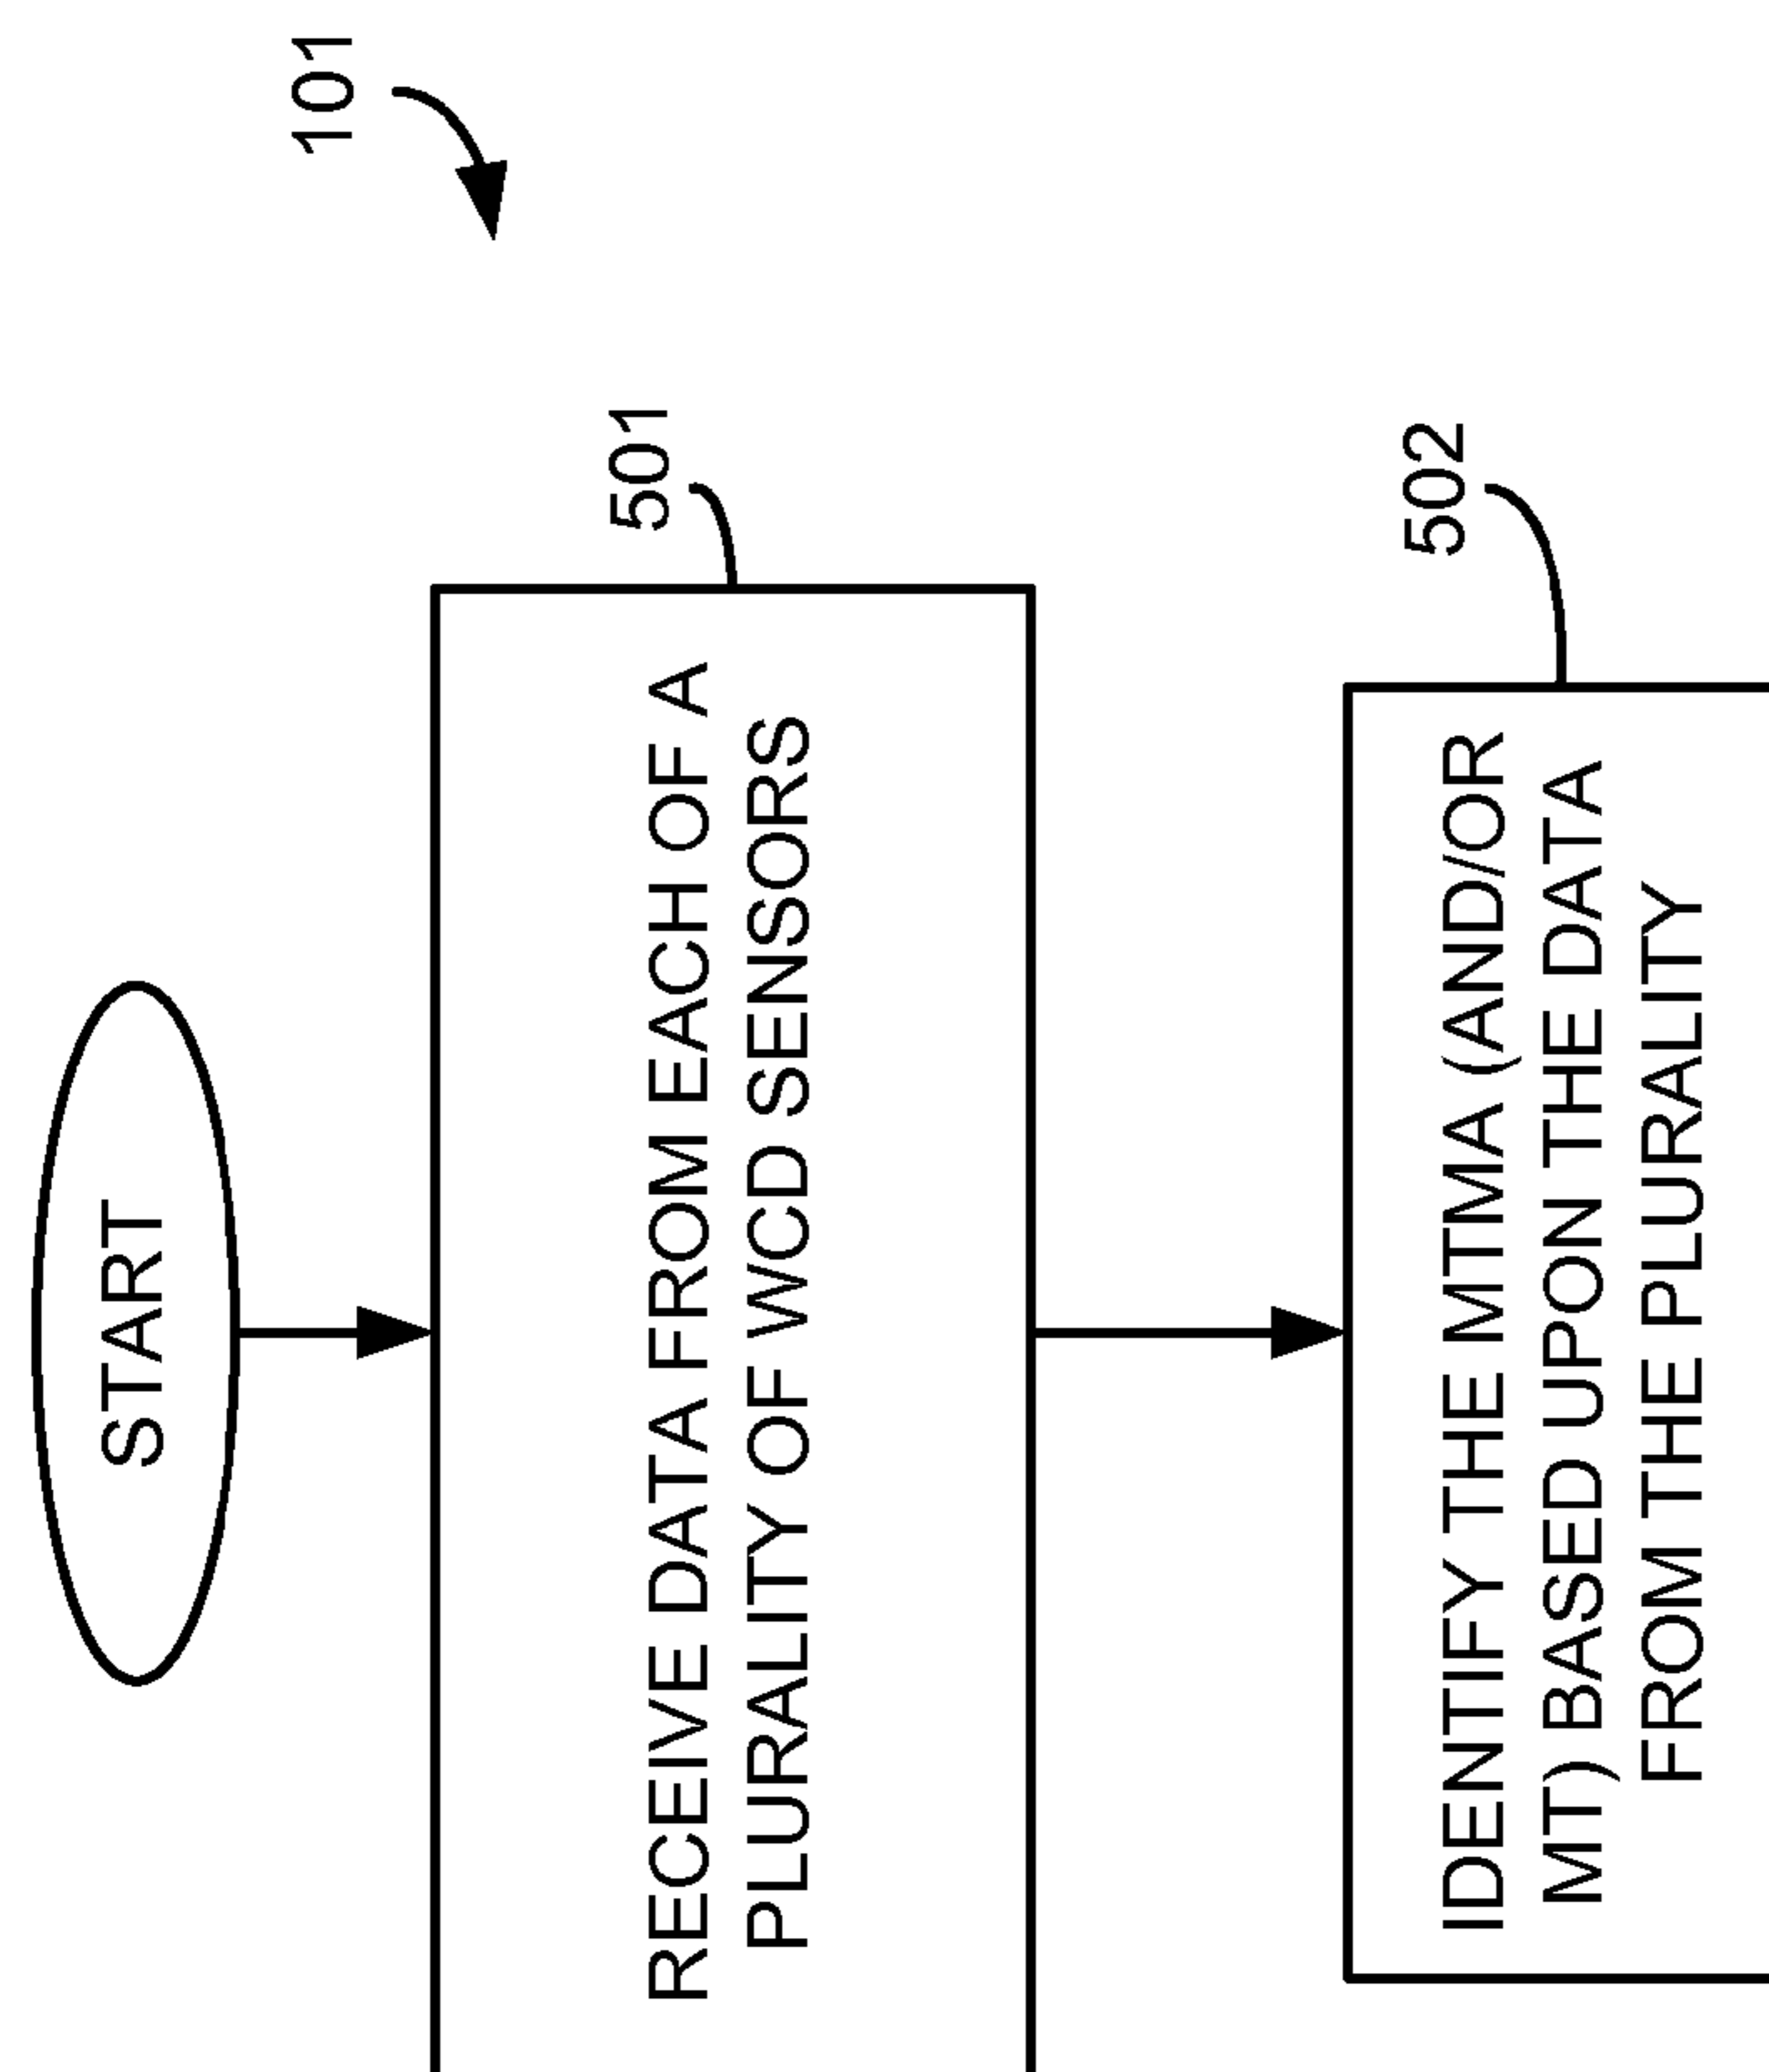 101
START
501
RECEIVE DATA FROM EACH OF A
PLURALITY OF WCD SENSORS
502
IDENTIFY THE MTMA (AND/OR
MT) BASED UPON THE DATA
FROM THE PLURALITY